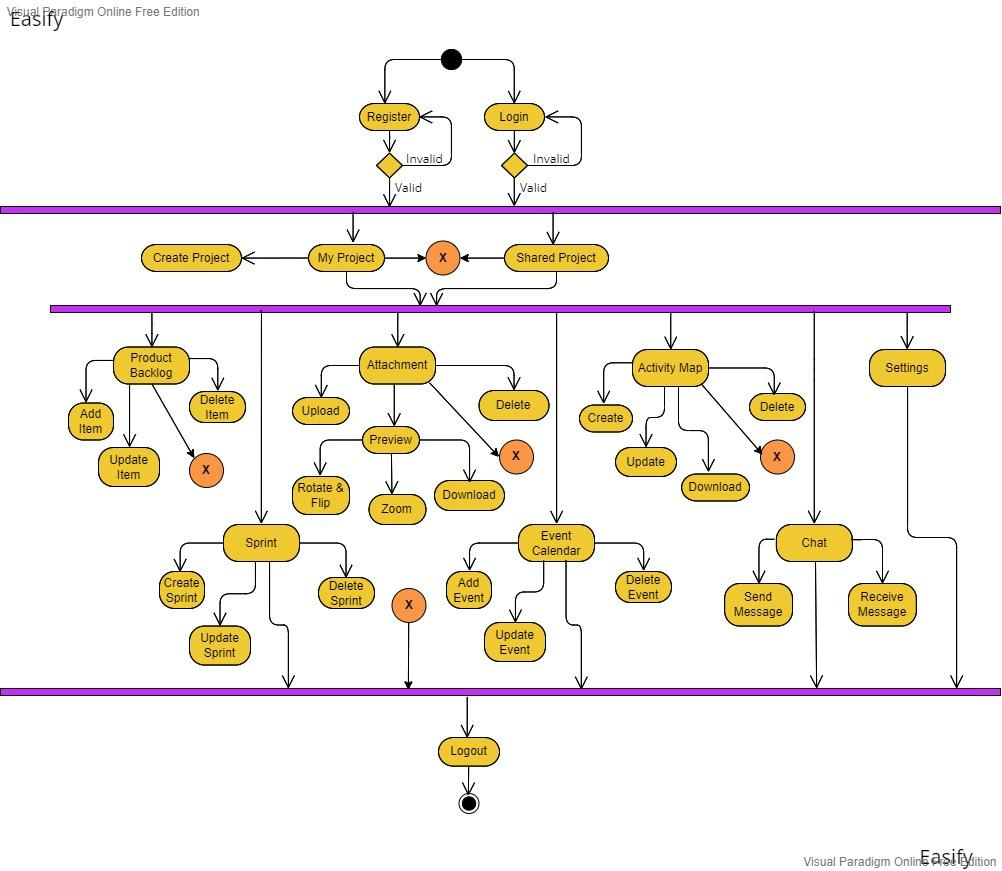 Visual Paradigm Online Free Edition
Easify
Register
Login
Invalid
Invalid
Valid
Valid
Create Project
My Project
X
Shared Project
Product
Backlog
Attachment
Activity Map
Settings
Add
Item
Delete
Item
Upload
Delete
Create
Delete
Update
Item
X
Preview
X
Update
X
Rotate &
Flip
Zoom
Download
Download
Sprint
Event
Calendar
Chat
Create
Sprint
Delete
Sprint
X
Add
Event
Delete
Event
Send
Message
Receive
Message
Update
Sprint
Update
Event
Logout
Easify
Visual Paradigm Online Free Edition